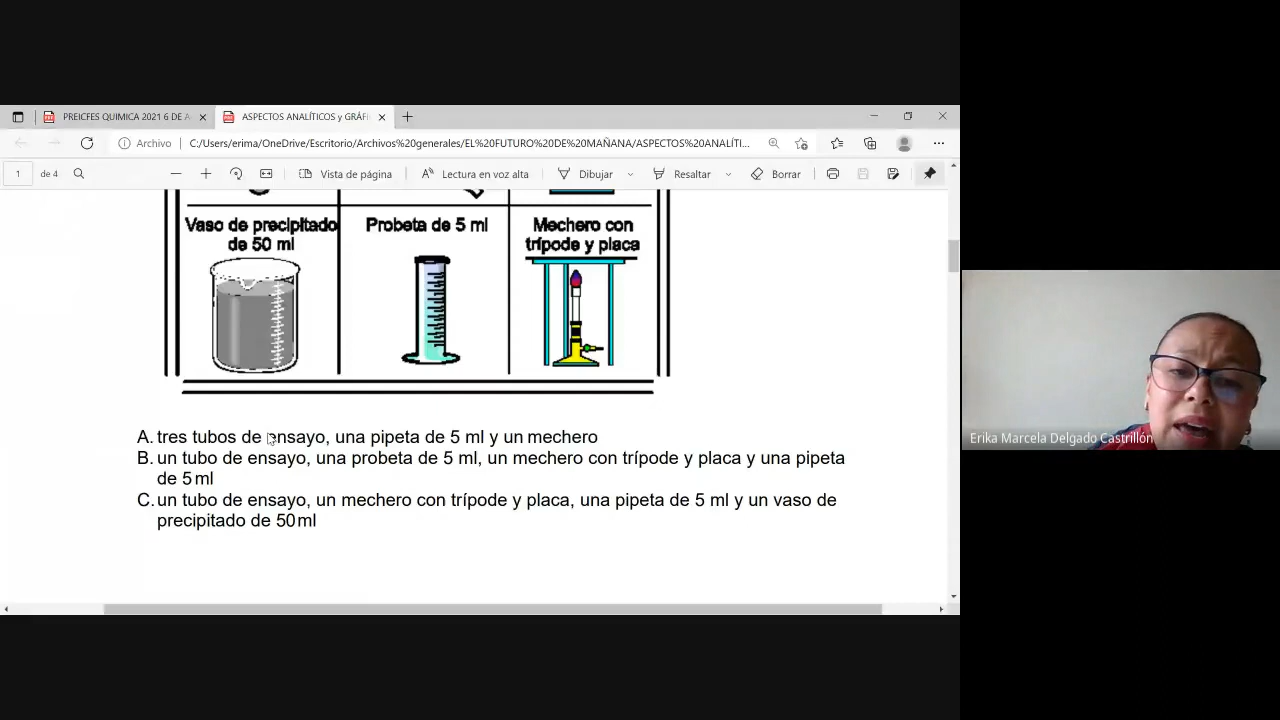 PREICFES QUIMICA 2021 6 DE A
ASPECTOS ANALÍTICOS y GRÁFI
Archivo
C:/Users/erima/OneDrive/Escritorio/Archivos%20generales/EL%20FUTURO%20DE%20MAÑANA/ASPECTOS%20ANALÍTI...
1 de 4
Vista de página
Lectura en voz alta
Dibujar
Resaltar
Borrar
Vaso de precipitado
de 50 ml
Probeta de 5 ml
Mechero con
trípode y placa
A. tres tubos de ensayo, una pipeta de 5 ml y un mechero
B. un tubo de ensayo, una probeta de 5 ml, un mechero con trípode y placa y una pipeta
de 5 ml
C. un tubo de ensayo, un mechero con trípode y placa, una pipeta de 5 ml y un vaso de
precipitado de 50 ml
Erika Marcela Delgado Castrillón